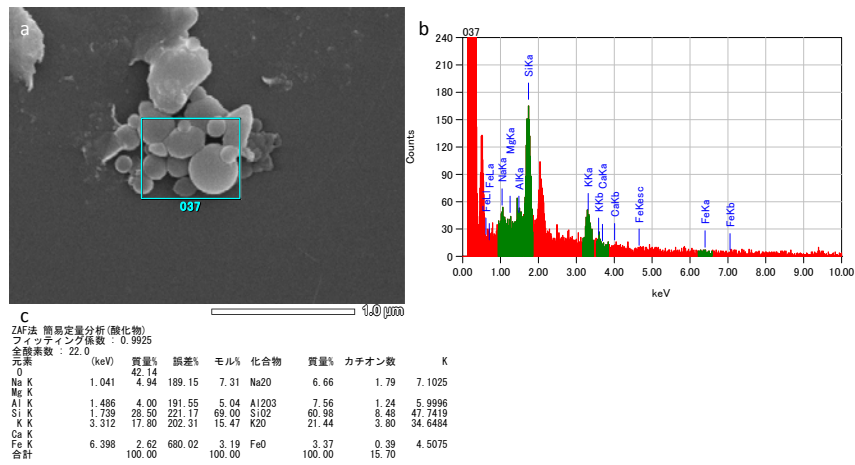 a
037
1.0 μm
b
037
240
210
180
150
120
90
60
30
0
Counts
FeLl
FeLa
NaKa
MgKa
AlKa
SiKa
KKa
KKb
CaKa
CaKb
FeKesc
FeKa
FeKb
0.00 1.00 2.00 3.00 4.00 5.00 6.00 7.00 8.00 9.00 10.00
keV
c
ZAF法 簡易定量分析(酸化物)
フィッティング係数 : 0.9925
全酸素数 : 22.0
元素 (keV) 質量% 誤差% モル% 化合物 質量% カチオン数 K
O 42.14
Na K 1.041 4.94 189.15 7.31 Na2O 6.66 1.79 7.1025
Mg K
Al K 1.486 4.00 191.55 5.04 Al2O3 7.56 1.24 5.9996
Si K 1.739 28.50 221.17 69.00 SiO2 60.98 8.48 47.7419
K K 3.312 17.80 202.31 15.47 K2O 21.44 3.80 34.6484
Ca K
Fe K 6.398 2.62 680.02 3.19 FeO 3.37 0.39 4.5075
合計 100.00 100.00 100.00 15.70